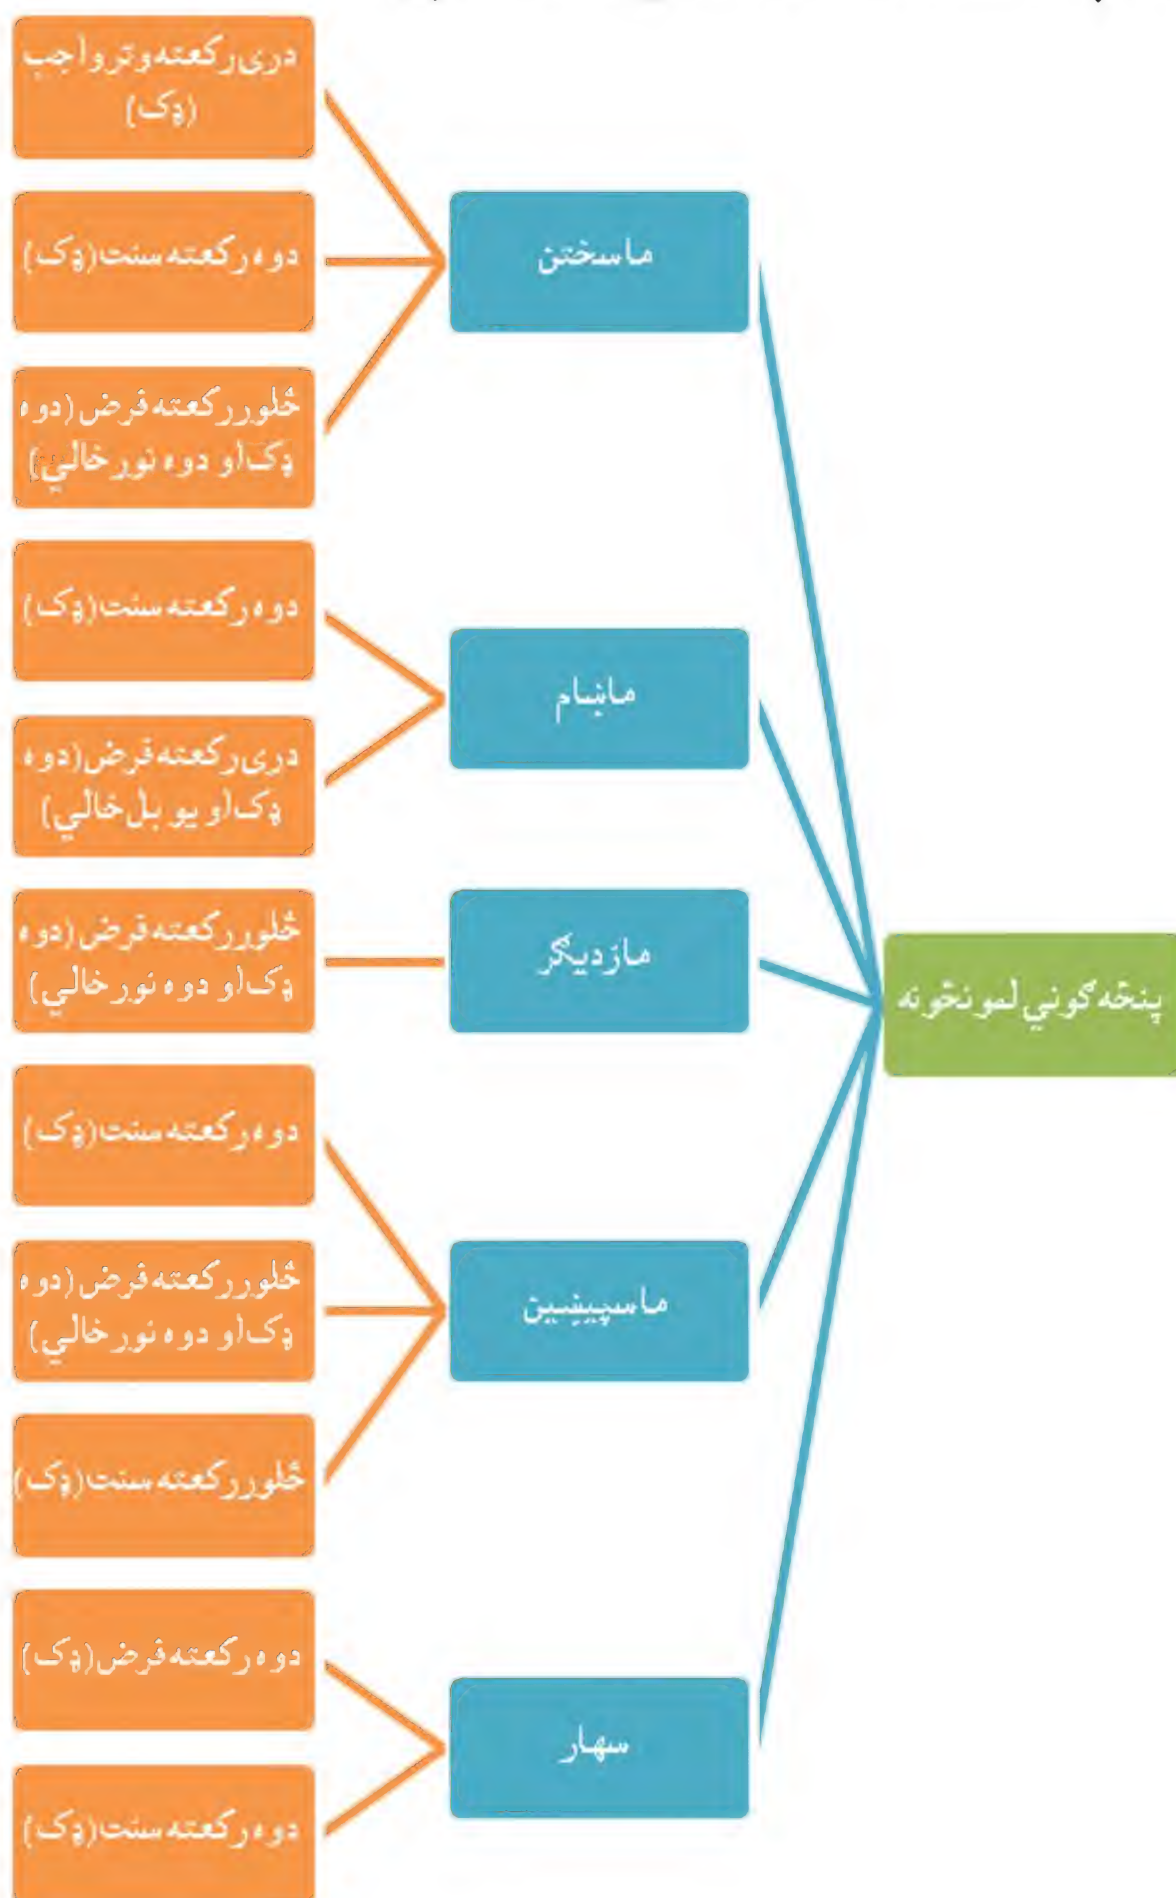 پنځه ګوني لمونځونه
ماسختن
دری رکعته وتر واجب
(ډک)
دوه رکعته سنت (ډک)
څلور رکعته فرض (دوه
ډک او دوه نور خالي)
ماښام
دوه رکعته سنت (ډک)
دری رکعته فرض (دوه
ډک او یو بل خالي)
مازدیګر
څلور رکعته فرض (دوه
ډک او دوه نور خالي)
ماسپیښین
دوه رکعته سنت (ډک)
څلور رکعته فرض (دوه
ډک او دوه نور خالي)
څلور رکعته سنت (ډک)
سهار
دوه رکعته فرض (ډک)
دوه رکعته سنت (ډک)